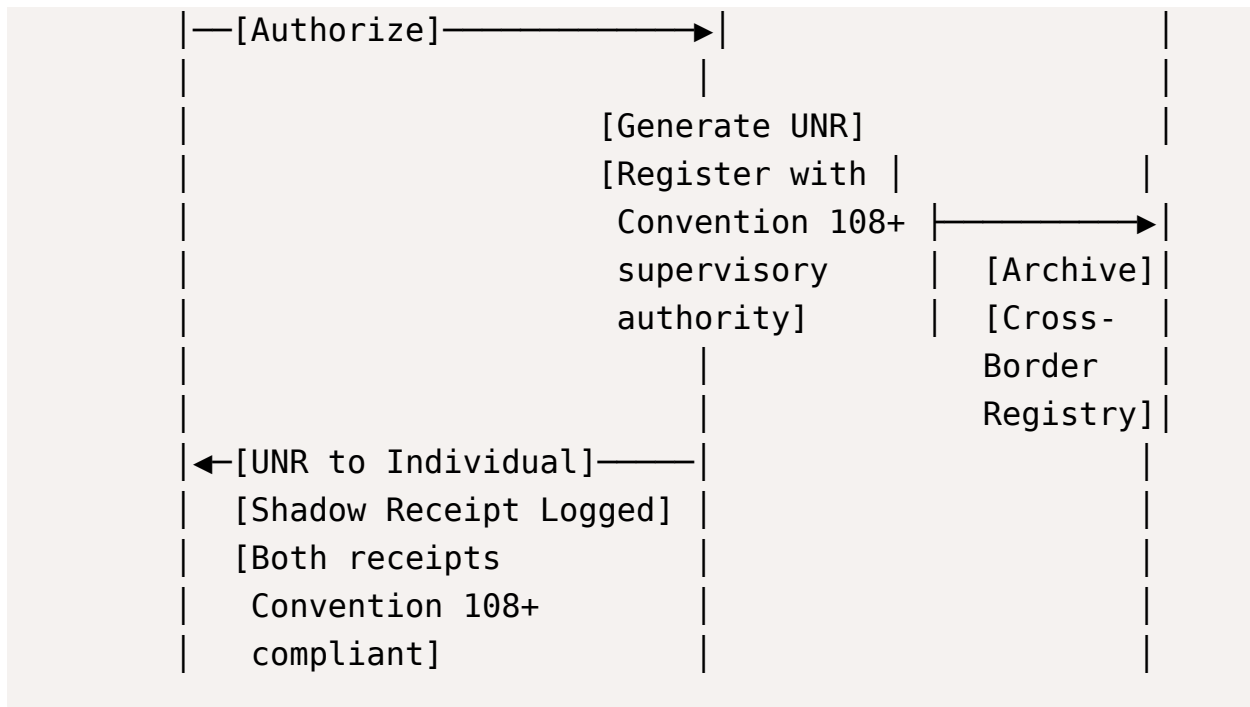 [Authorize]
[Generate UNR]
[Register with
Convention 108+
supervisory [Archive]
authority] [Cross-
Border
Registry]
[UNR to Individual]
[Shadow Receipt Logged]
[Both receipts
Convention 108+
compliant]